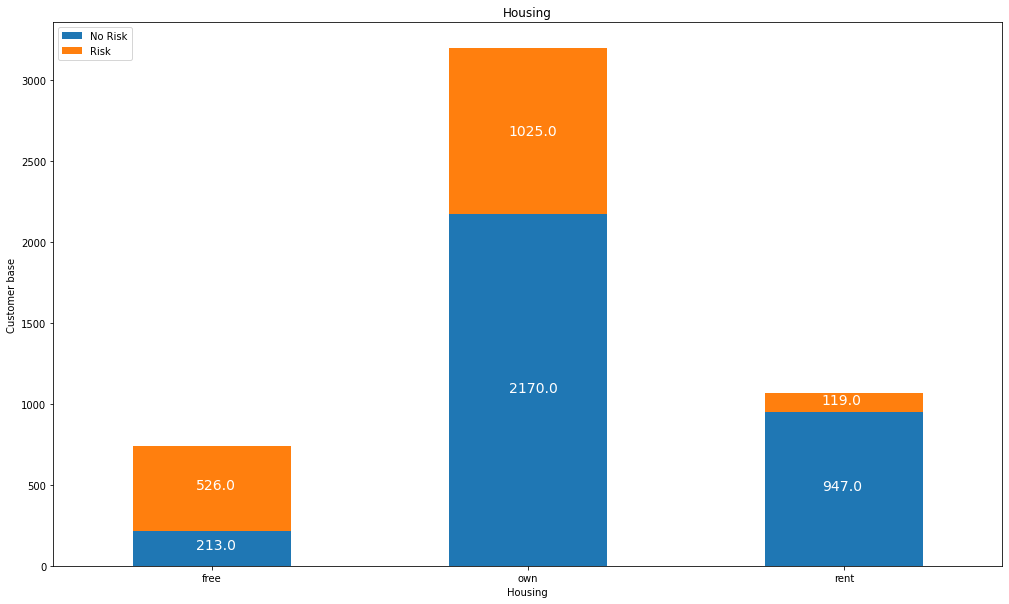 Housing
No Risk
Risk
Customer base
3000
2500
2000
1500
1000
500
0
1025.0
2170.0
119.0
947.0
526.0
213.0
free
own
rent
Housing